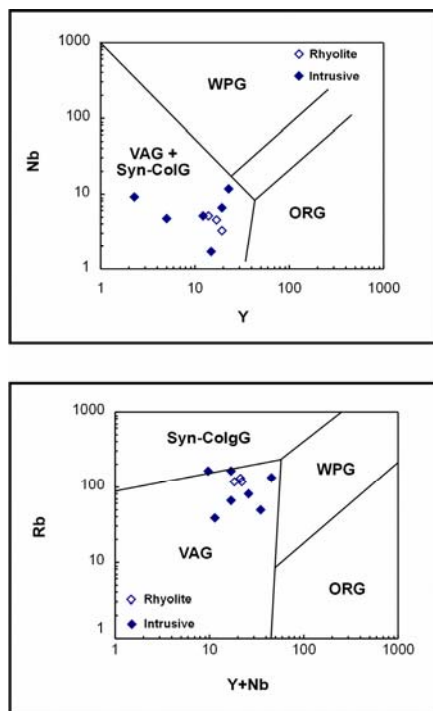 1000
Rhyolite
WPG
Intrusive
100
VAG +
Syn-ColG
Nb
10
ORG
1
1 10 100 1000
Y
1000
Syn-ColgG
WPG
100
Rb
VAG
10
ORG
Rhyolite
Intrusive
1
1 10 100 1000
Y+Nb